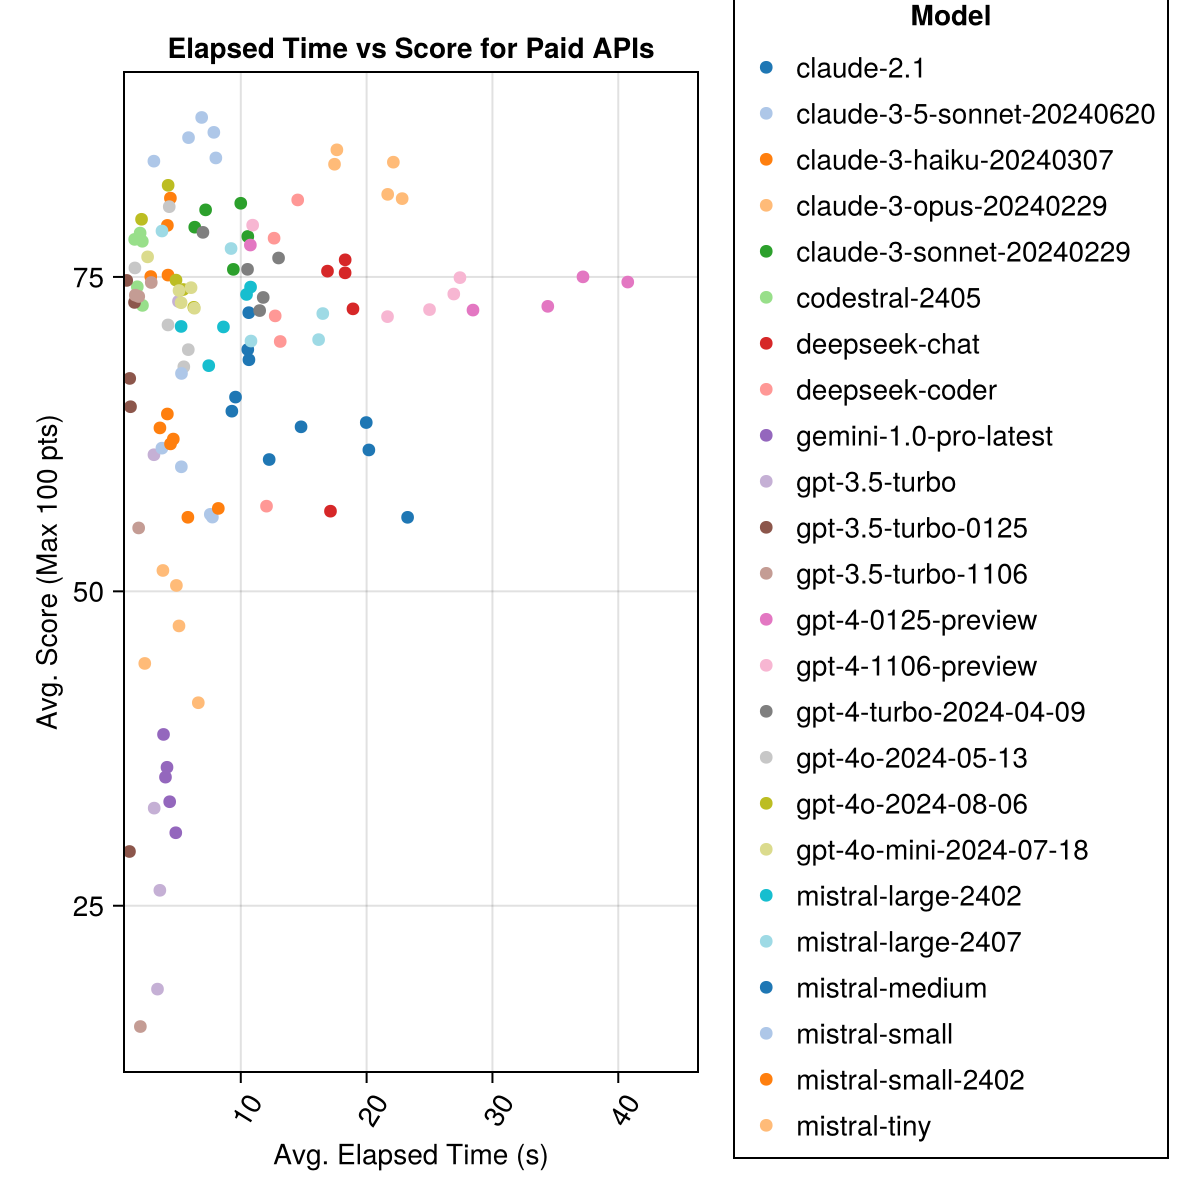 Elapsed Time vs Score for Paid APIs
Avg. Score (Max 100 pts)
75
50
25
10
20
30
40
Avg. Elapsed Time (s)
Model
claude-2.1
claude-3-5-sonnet-20240620
claude-3-haiku-20240307
claude-3-opus-20240229
claude-3-sonnet-20240229
codestral-2405
deepseek-chat
deepseek-coder
gemini-1.0-pro-latest
gpt-3.5-turbo
gpt-3.5-turbo-0125
gpt-3.5-turbo-1106
gpt-4-0125-preview
gpt-4-1106-preview
gpt-4-turbo-2024-04-09
gpt-4o-2024-05-13
gpt-4o-2024-08-06
gpt-4o-mini-2024-07-18
mistral-large-2402
mistral-large-2407
mistral-medium
mistral-small
mistral-small-2402
mistral-tiny